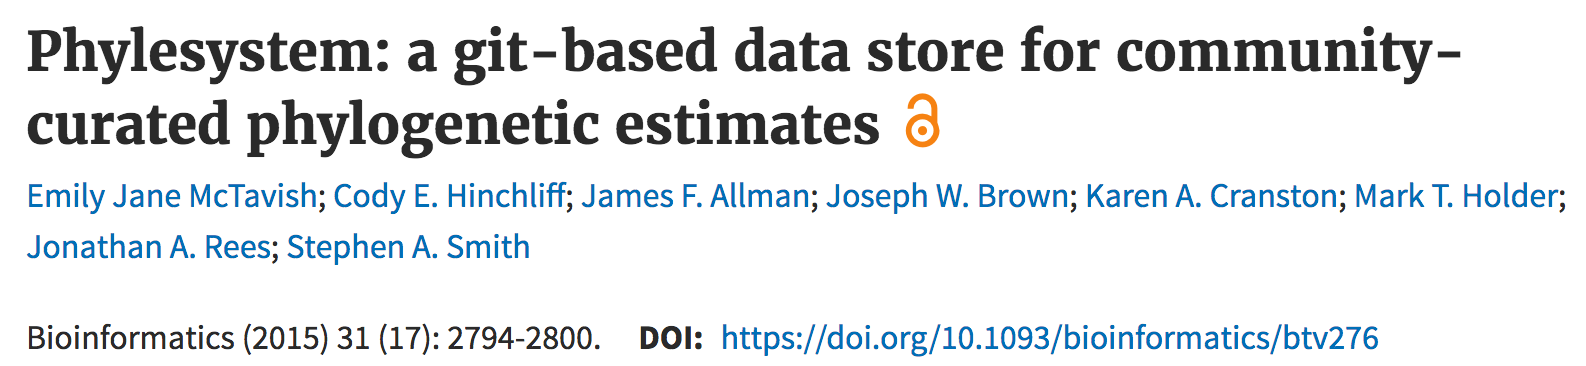 Phylesystem: a git-based data store for community-
curated phylogenetic estimates
Emily Jane McTavish; Cody E. Hinchliff; James F. Allman; Joseph W. Brown; Karen A. Cranston; Mark T. Holder;
Jonathan A. Rees; Stephen A. Smith
Bioinformatics (2015) 31 (17): 2794-2800. DOI: https://doi.org/10.1093/bioinformatics/btv276